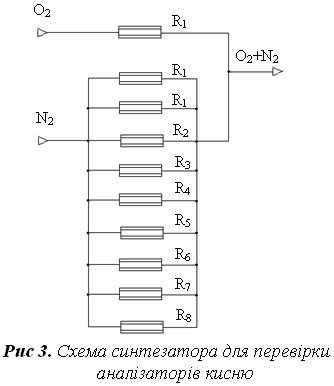 O2
R1
R1
O2+N2
R1
N2
R2
R3
R4
R5
R6
R7
R8
Рис 3. Схема синтезатора для перевірки
аналізаторів кисню